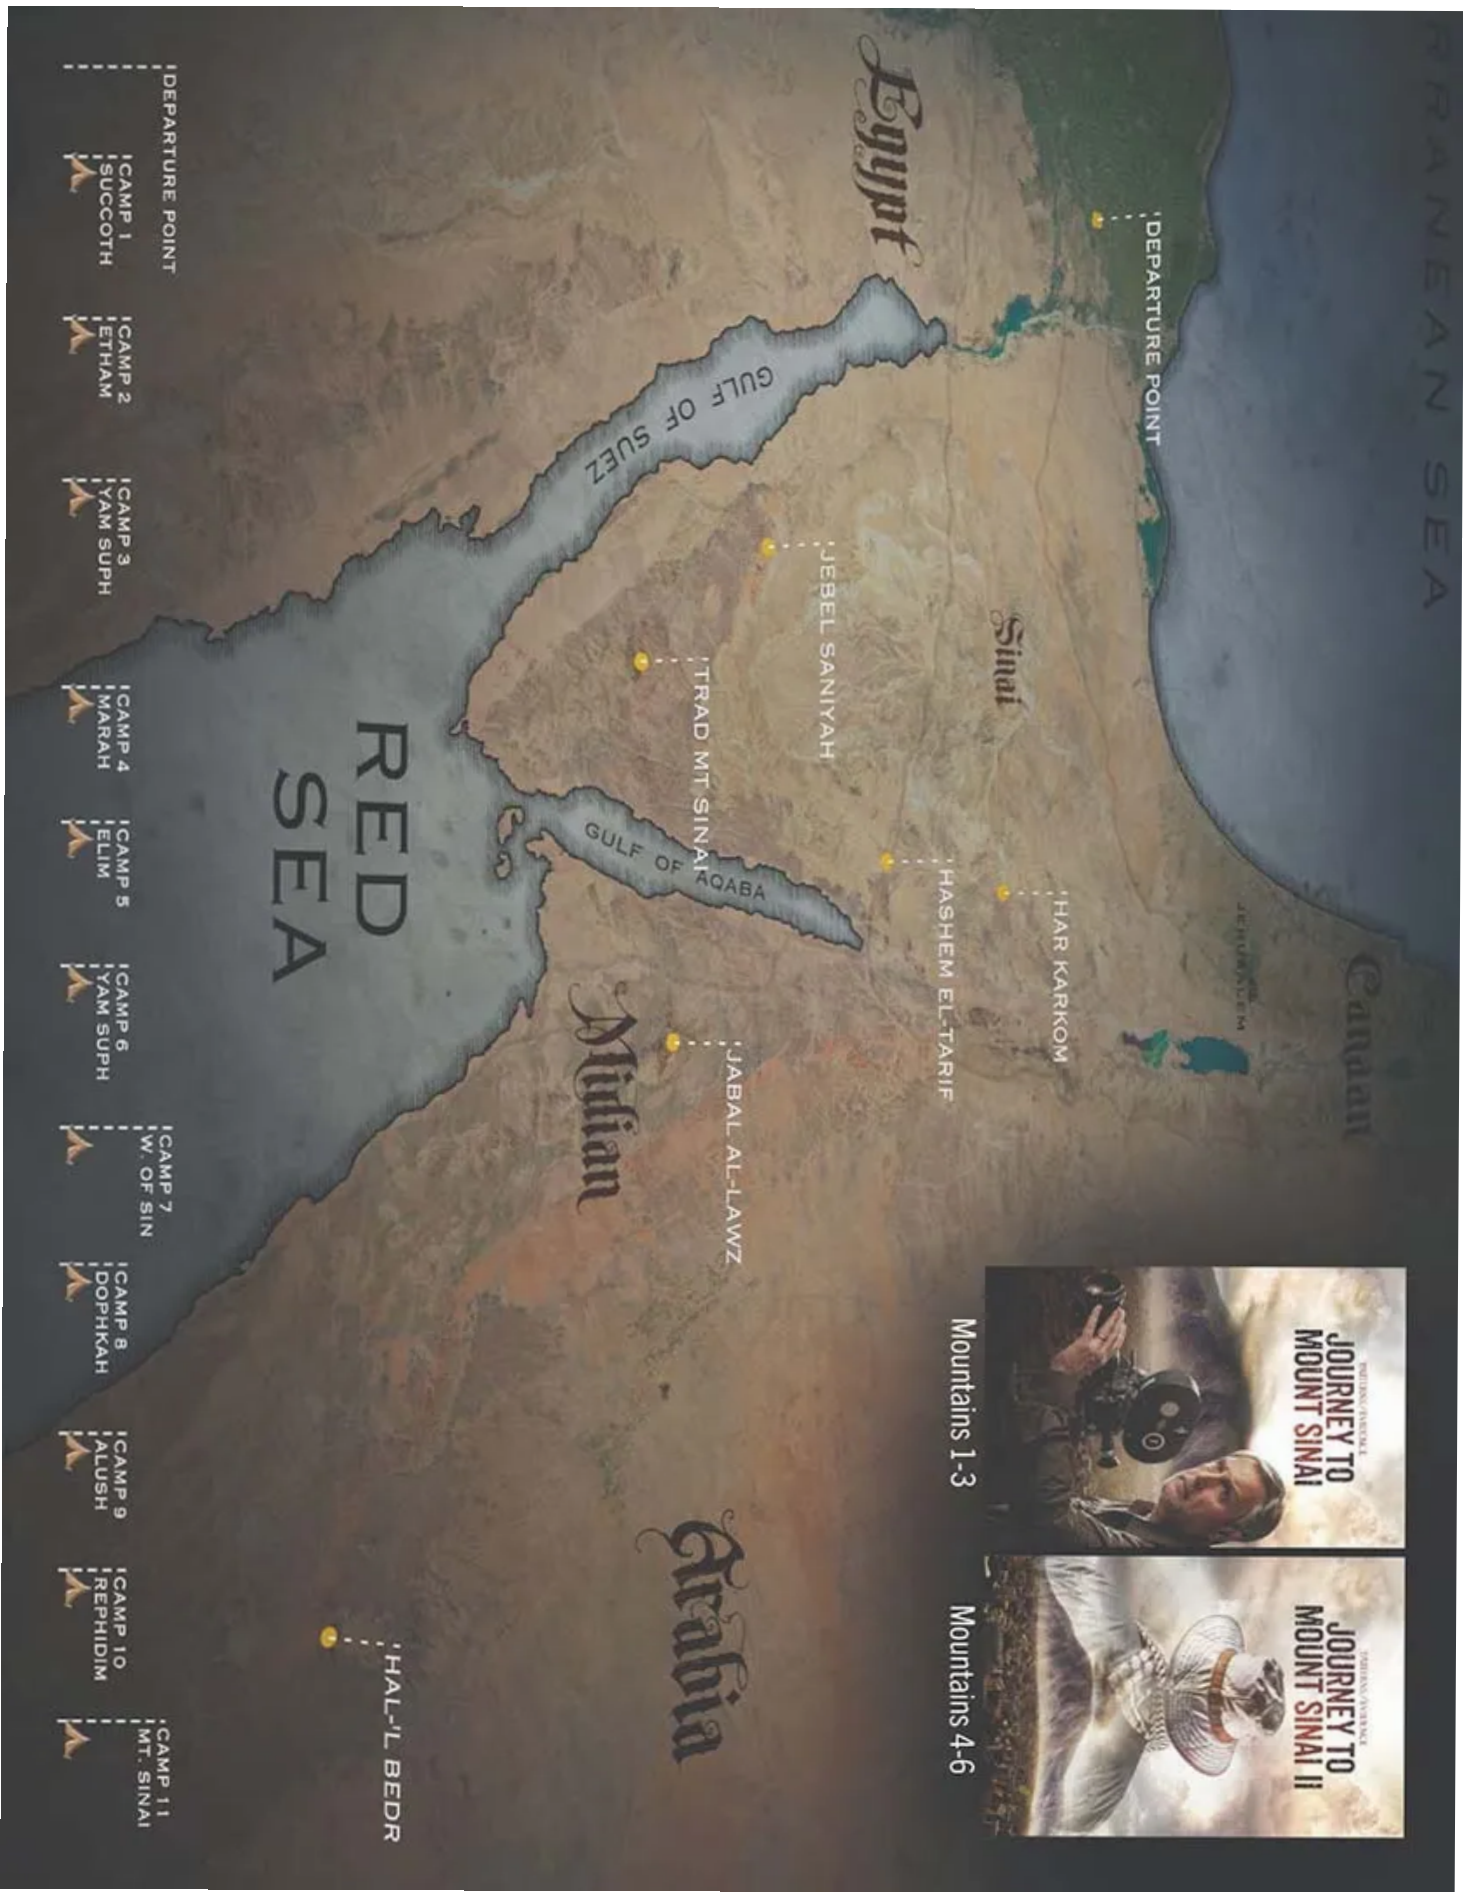 RRANEAN SEA
DEPARTURE POINT
Egypt
Sinai
Canaan
JERUSALEM
HAR KARKOM
HASHEM EL-TARIF
JEBEL SANIYAH
TRAD MT SINAI
GULF OF SUEZ
GULF OF AQABA
JABAL AL-LAWZ
Midian
Arabia
RED
SEA
HAL-'L BEDR
PATTERNS/EVIDENCE
JOURNEY TO
MOUNT SINAI
Mountains 1-3
PATTERNS/EVIDENCE
JOURNEY TO
MOUNT SINAI II
Mountains 4-6
DEPARTURE POINT
CAMP 1
SUCCOTH
CAMP 2
ETHAM
CAMP 3
YAM SUPH
CAMP 4
MARAH
CAMP 5
ELIM
CAMP 6
YAM SUPH
CAMP 7
W. OF SIN
CAMP 8
DOPHKAH
CAMP 9
ALUSH
CAMP 10
REPHIDIM
CAMP 11
MT. SINAI